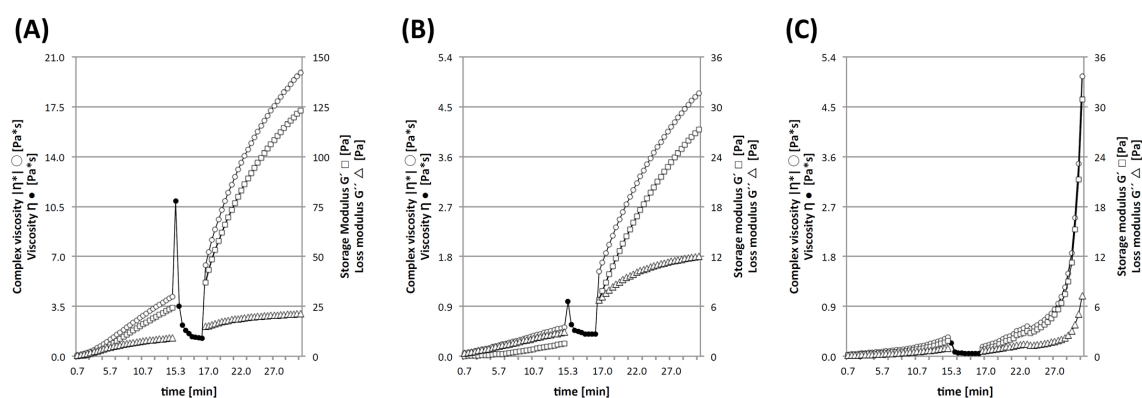 (A)
(B)
(C)
Complex viscosity |η*| ○ [Pa*s]
Viscosity η ● [Pa*s]
21.0
17.5
14.0
10.5
7.0
3.5
0.0
150
125
100
75
50
25
0
Storage Modulus G´ □ [Pa]
Loss modulus G´´ △ [Pa]
0.7 5.7 10.7 15.3 22.0 27.0
time [min]
Complex viscosity |η*| ○ [Pa*s]
Viscosity η ● [Pa*s]
5.4
4.5
3.6
2.7
1.8
0.9
0.0
36
30
24
18
12
6
0
Storage modulus G´ □ [Pa]
Loss modulus G´´ △ [Pa]
0.7 5.7 10.7 15.3 17.0 22.0 27.0
time [min]
Complex viscosity |η*| ○ [Pa*s]
Viscosity η ● [Pa*s]
5.4
4.5
3.6
2.7
1.8
0.9
0.0
36
30
24
18
12
6
0
Storage modulus G´ □ [Pa]
Loss modulus G´´ △ [Pa]
0.7 5.7 10.7 15.3 17.0 22.0 27.0
time [min]